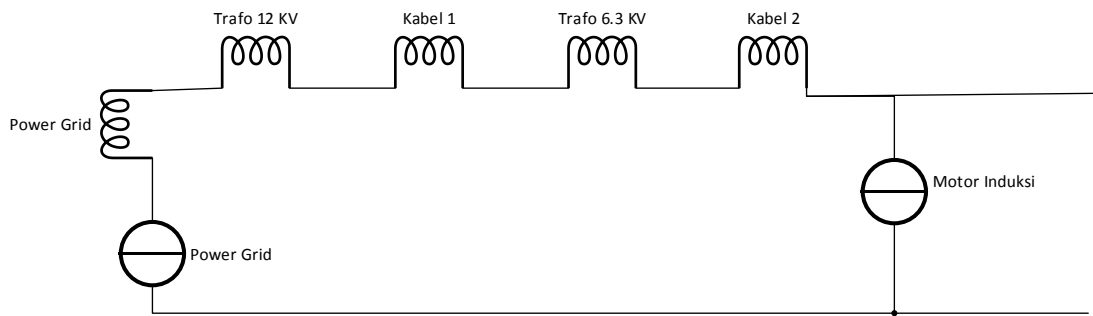 Trafo 12 KV
Kabel 1
Trafo 6.3 KV
Kabel 2
Power Grid
Motor Induksi
Power Grid